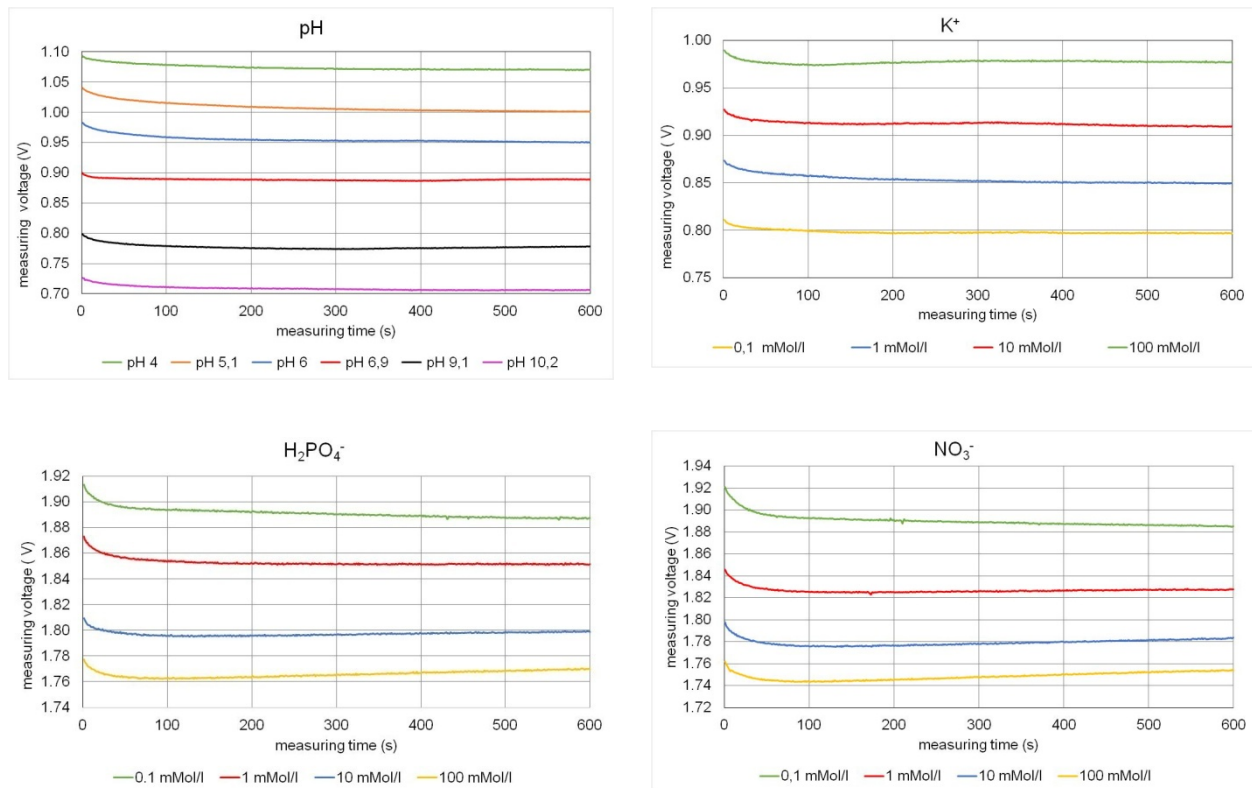 pH
1.10
1.05
1.00
0.95
0.90
0.85
0.80
0.75
0.70
measuring voltage (V)
0 100 200 300 400 500 600
measuring time (s)
pH 4 pH 5,1 pH 6 pH 6,9 pH 9,1 pH 10,2
K⁺
1.00
0.95
0.90
0.85
0.80
0.75
measuring voltage ( V)
0 100 200 300 400 500 600
measuring time (s)
0,1 mMol/l 1 mMol/l 10 mMol/l 100 mMol/l
H₂PO₄⁻
1.92
1.90
1.88
1.86
1.84
1.82
1.80
1.78
1.76
1.74
measuring voltage ( V)
0 100 200 300 400 500 600
measuring time (s)
0.1 mMol/l 1 mMol/l 10 mMol/l 100 mMol/l
NO₃⁻
1.94
1.92
1.90
1.88
1.86
1.84
1.82
1.80
1.78
1.76
1.74
1.72
measuring voltage (V)
0 100 200 300 400 500 600
measuring time (s)
0,1 mMol/l 1 mMol/l 10 mMol/l 100 mMol/l